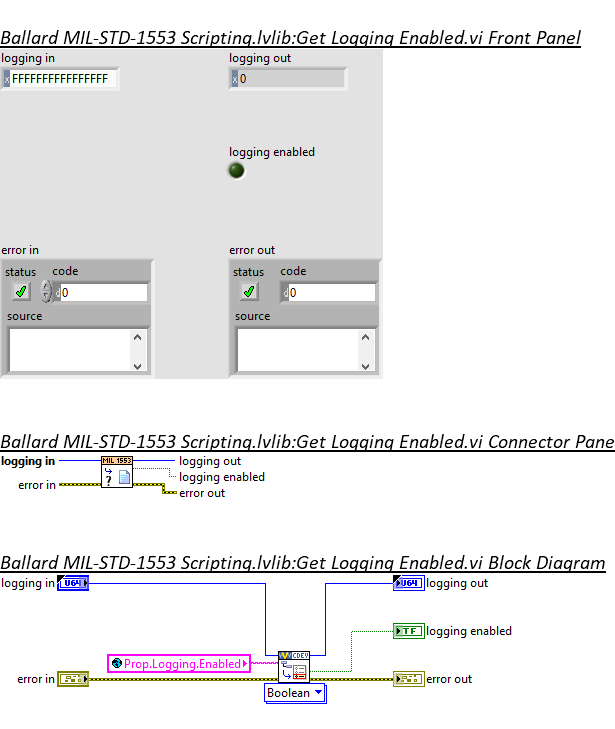 Ballard MIL-STD-1553 Scripting.lvlib:Get Logging Enabled.vi Front Panel
logging in logging out
x FFFFFFFFFFFFFFFF x 0
logging enabled
error in error out
status code status code
d 0 d 0
source source
Ballard MIL-STD-1553 Scripting.lvlib:Get Logging Enabled.vi Connector Pane
logging in MIL 1553 logging out
? logging enabled
error in error out
Ballard MIL-STD-1553 Scripting.lvlib:Get Logging Enabled.vi Block Diagram
logging in U64 U64 logging out
TF logging enabled
CDEV
Prop.Logging.Enabled
error in error out
Boolean